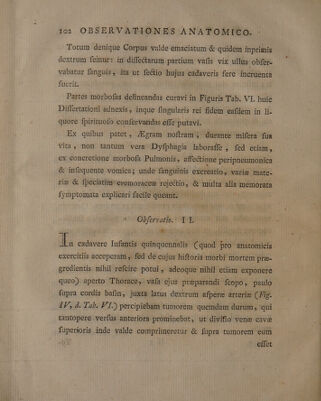 102 OBSERVATIONES ANATOMICO.
Totum denique Corpus valde emaciatum & quidem inprimis
dextrum femur: in dissectarum partium vasis vix ullus obser-
vabatur sanguis, ita ut sectio hujus cadaveris fere incruenta
fuerit.
Partes morbosas delineandas curavi in Figuris Tab. VI. huic
Dissertationi adnexis, inque singularis rei fidem easdem in li-
quore spirituoso conservandas esse putavi.
Ex quibus patet, Ægram nostram, durante misera sua
vita, non tantum vera Dysphagia laborasse, sed etiam,
ex concretione morbosa Pulmonis, affectione peripneumonica
& insequente vomica; unde sanguinis excreatio, variæ mate-
riæ & speciatim cremoraceæ rejectio, & multa alia memorata
symptomata explicari facile queunt.
Observatio. II.
In cadavere Infantis quinquennalis (quod pro anatomicis
exercitiis acceperam, sed de cujus historia morbi mortem præ-
gredientis nihil rescire potui, adeoque nihil etiam exponere
queo) aperto Thorace, vasis ejus præparandi scopo, paulo
supra cordis basin, juxta latus dextrum asperæ arteriæ (Fig.
IV, d. Tab. VI.) percipiebam tumorem quemdam durum, qui
tantopere versus anteriora prominebat, ut divisio venæ cavæ
superioris inde valde comprimeretur & supra tumorem eum
esset